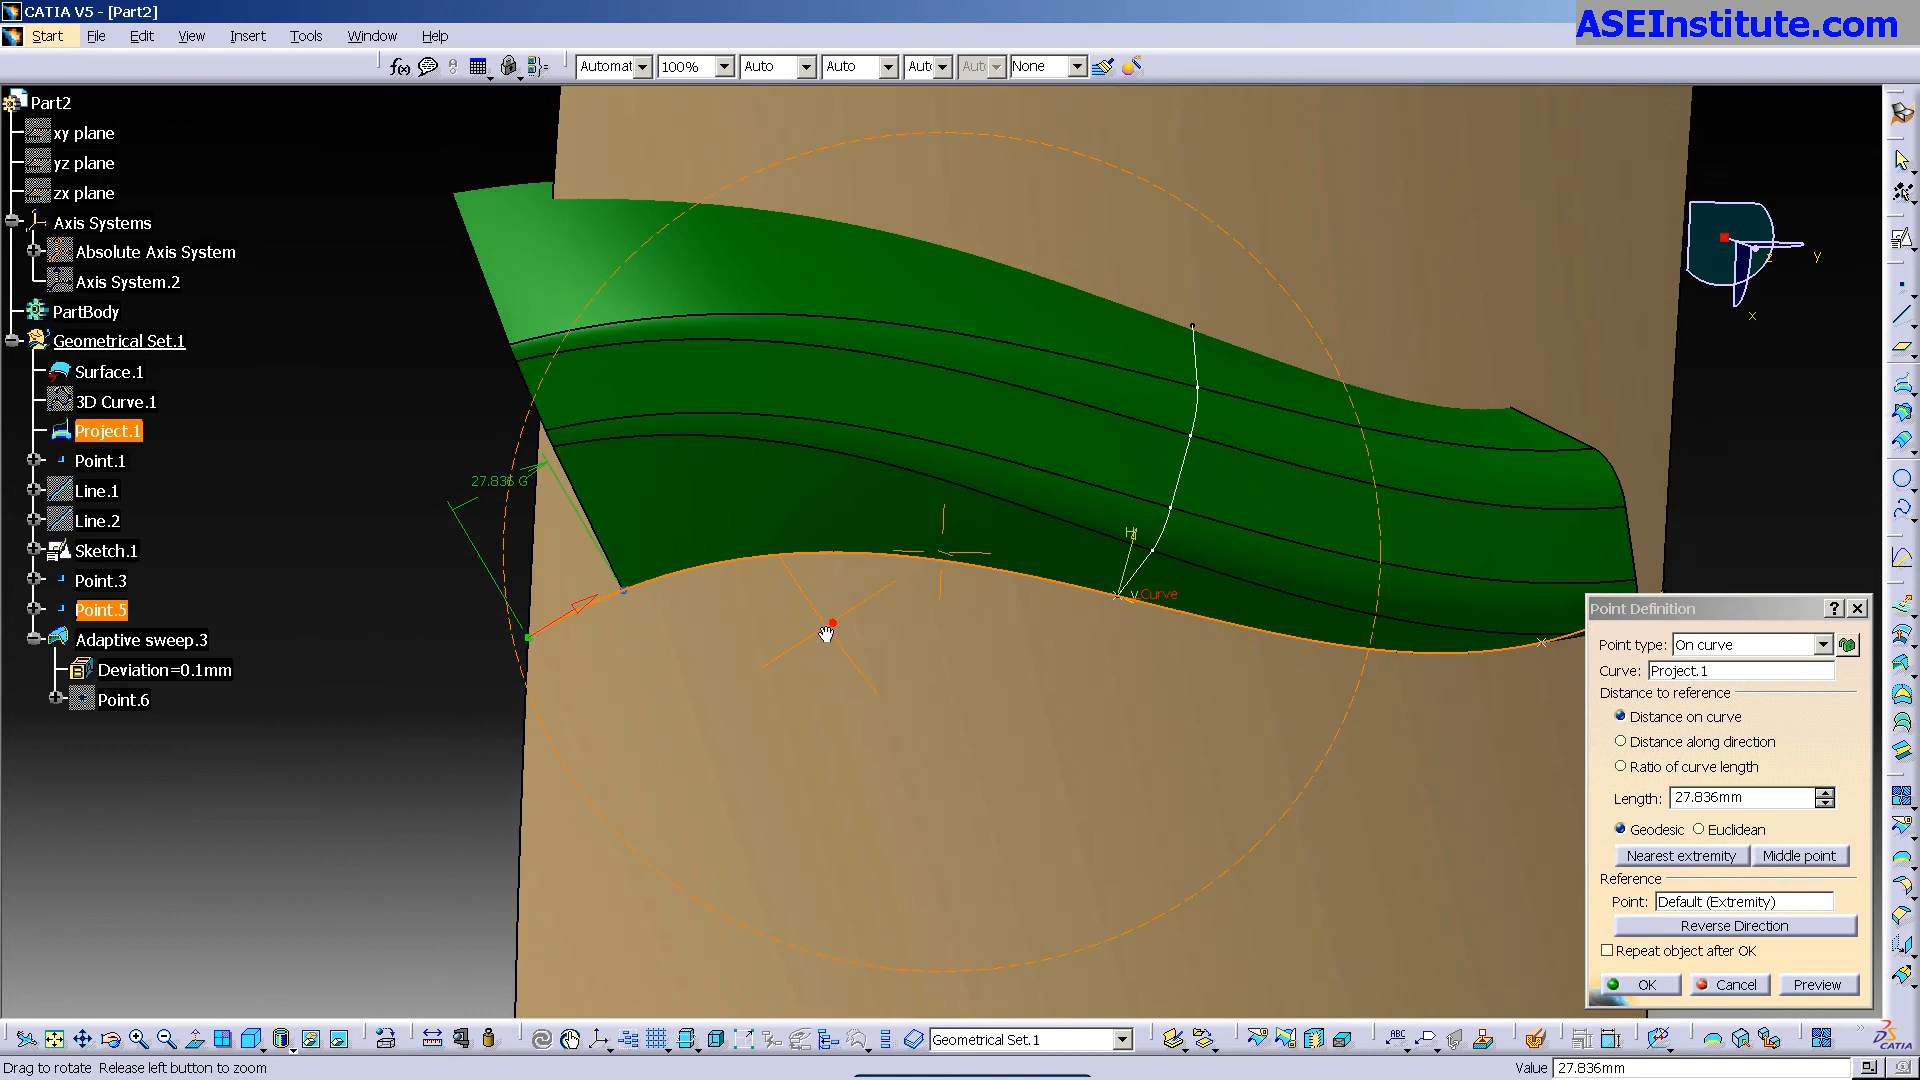 CATIA V5 - [Part2]
ASEInstitute.com
Start File Edit View Insert Tools Window Help
f(x) Automat 100% Auto Auto Aut Aut None
Part2
xy plane
yz plane
zx plane
Axis Systems
Absolute Axis System
Axis System.2
PartBody
Geometrical Set.1
Surface.1
3D Curve.1
Project.1
Point.1
Line.1
Line.2
Sketch.1
Point.3
Point.5
Adaptive sweep.3
Deviation=0.1mm
Point.6
27.836 G
H
V
Curve
z
y
x
Point Definition
Point type: On curve
Curve: Project.1
Distance to reference
Distance on curve
Distance along direction
Ratio of curve length
Length: 27.836mm
Geodesic Euclidean
Nearest extremity Middle point
Reference
Point: Default (Extremity)
Reverse Direction
Repeat object after OK
OK Cancel Preview
Geometrical Set.1
ABC
CATIA
Drag to rotate Release left button to zoom
Value 27.836mm